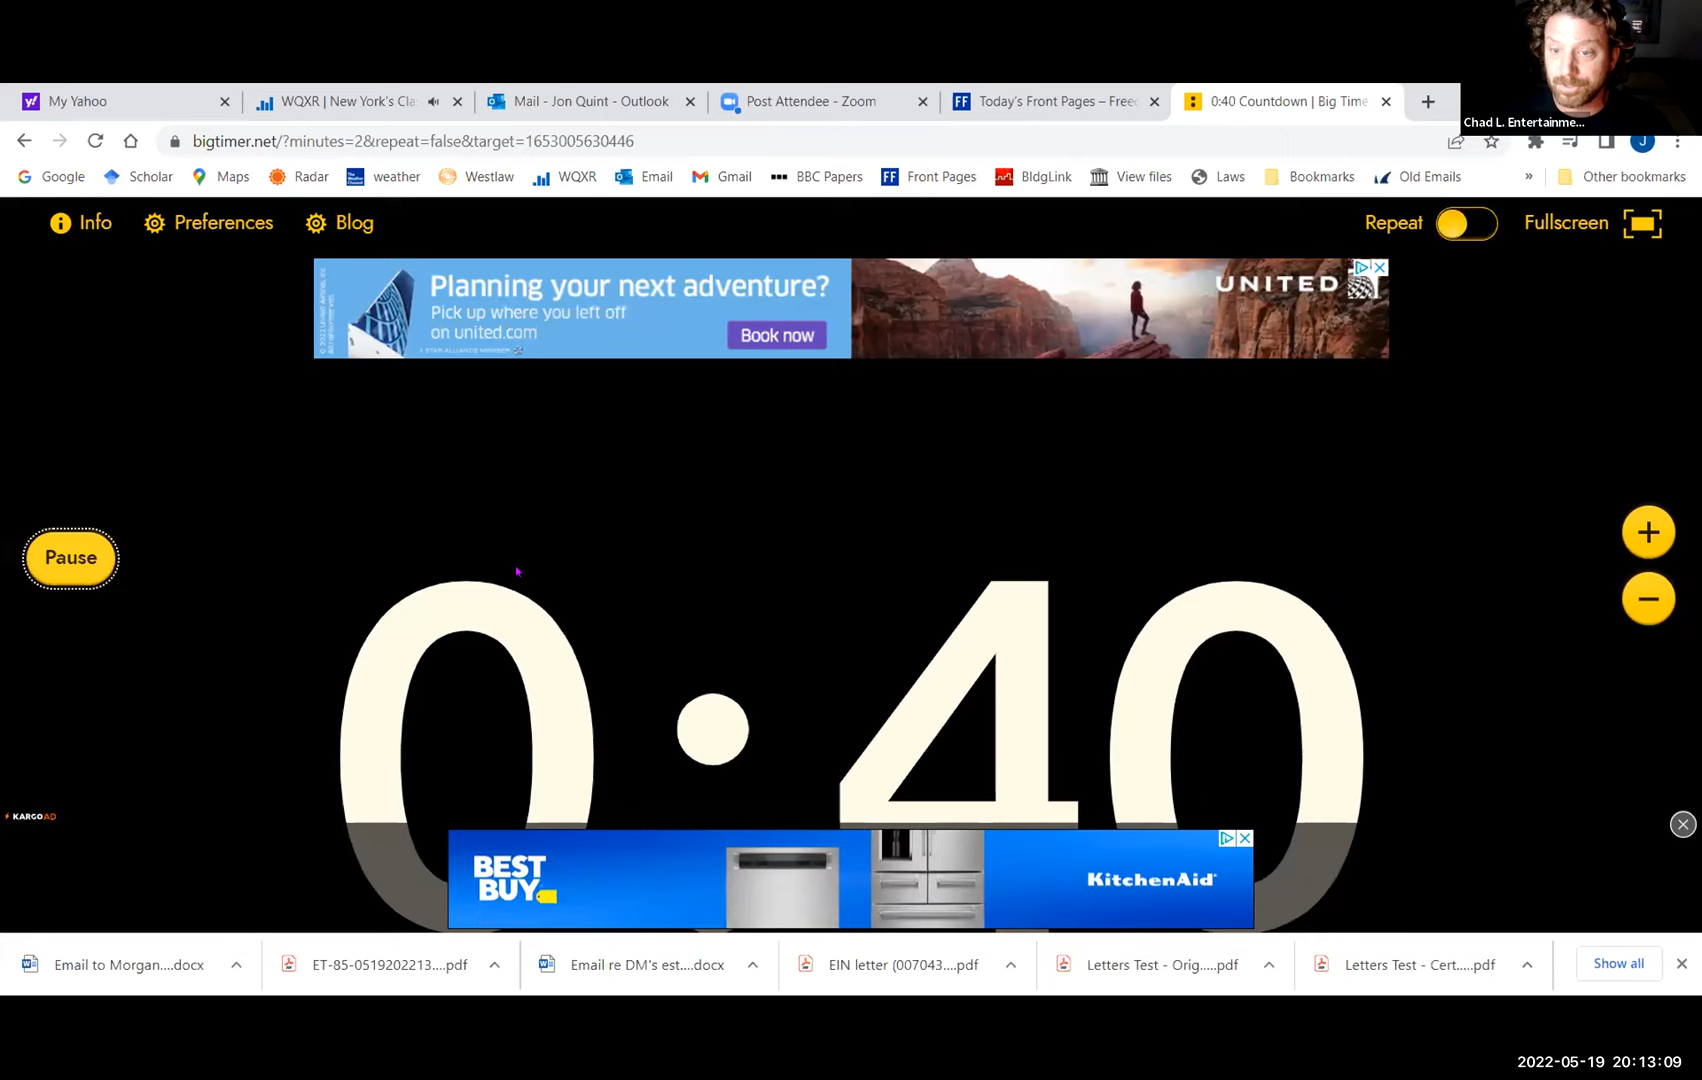 My Yahoo
WQXR | New York's Cla
Mail - Jon Quint - Outlook
Post Attendee - Zoom
FF Today's Front Pages – Free
0:40 Countdown | Big Time
Chad L. Entertainme...
bigtimer.net/?minutes=2&repeat=false&target=1653005630446
J
Google
Scholar
Maps
Radar
weather
Westlaw
WQXR
Email
Gmail
BBC Papers
FF Front Pages
BldgLink
View files
Laws
Bookmarks
Old Emails
»
Other bookmarks
Info
Preferences
Blog
Repeat
Fullscreen
Planning your next adventure?
Pick up where you left off
on united.com
Book now
A STAR ALLIANCE MEMBER
UNITED
Pause
0:40
KARGOAD
BEST
BUY
KitchenAid
Email to Morgan....docx
ET-85-0519202213....pdf
Email re DM's est....docx
EIN letter (007043....pdf
Letters Test - Orig.....pdf
Letters Test - Cert.....pdf
Show all
2022-05-19 20:13:09